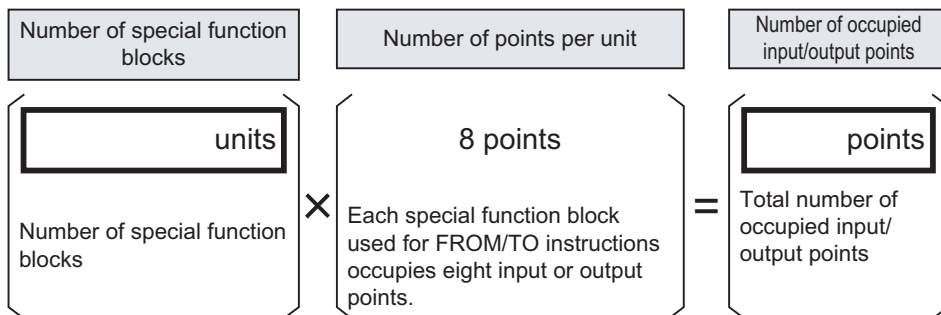 Number of special function
blocks
Number of points per unit
Number of occupied
input/output points
units
Number of special function
blocks
×
8 points
Each special function block
used for FROM/TO instructions
occupies eight input or output
points.
=
points
Total number of
occupied input/
output points